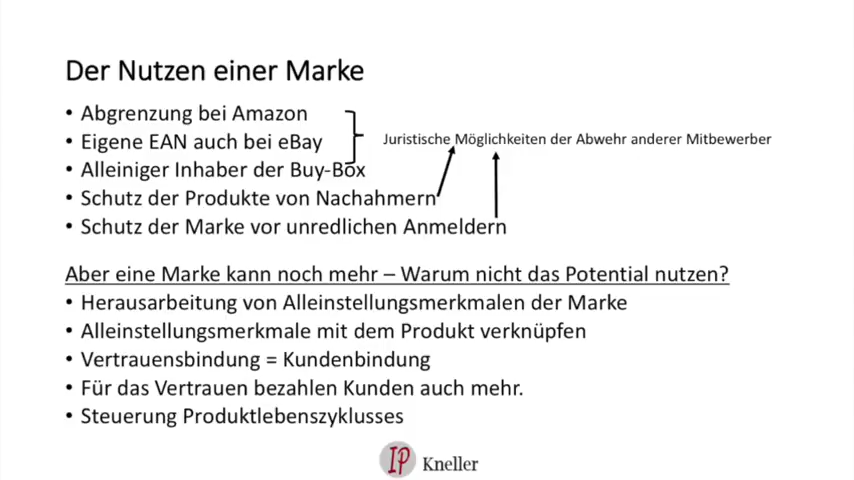 Der Nutzen einer Marke
• Abgrenzung bei Amazon
• Eigene EAN auch bei eBay
• Alleiniger Inhaber der Buy-Box
Juristische Möglichkeiten der Abwehr anderer Mitbewerber
• Schutz der Produkte von Nachahmern
• Schutz der Marke vor unredlichen Anmeldern
Aber eine Marke kann noch mehr – Warum nicht das Potential nutzen?
• Herausarbeitung von Alleinstellungsmerkmalen der Marke
• Alleinstellungsmerkmale mit dem Produkt verknüpfen
• Vertrauensbindung = Kundenbindung
• Für das Vertrauen bezahlen Kunden auch mehr.
• Steuerung Produktlebenszyklusses
IP Kneller